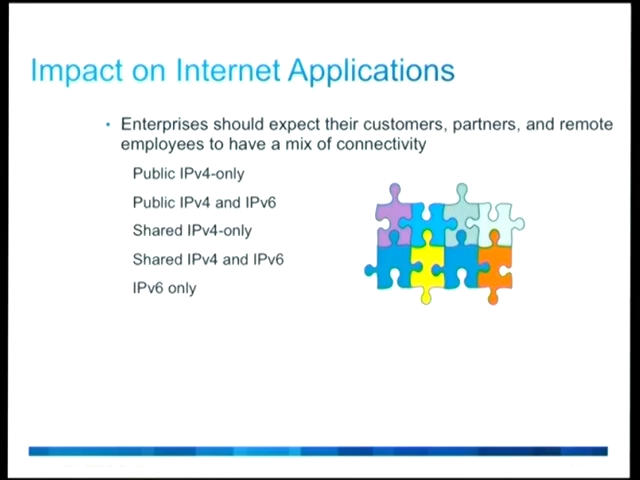 Impact on Internet Applications
• Enterprises should expect their customers, partners, and remote
employees to have a mix of connectivity
Public IPv4-only
Public IPv4 and IPv6
Shared IPv4-only
Shared IPv4 and IPv6
IPv6 only